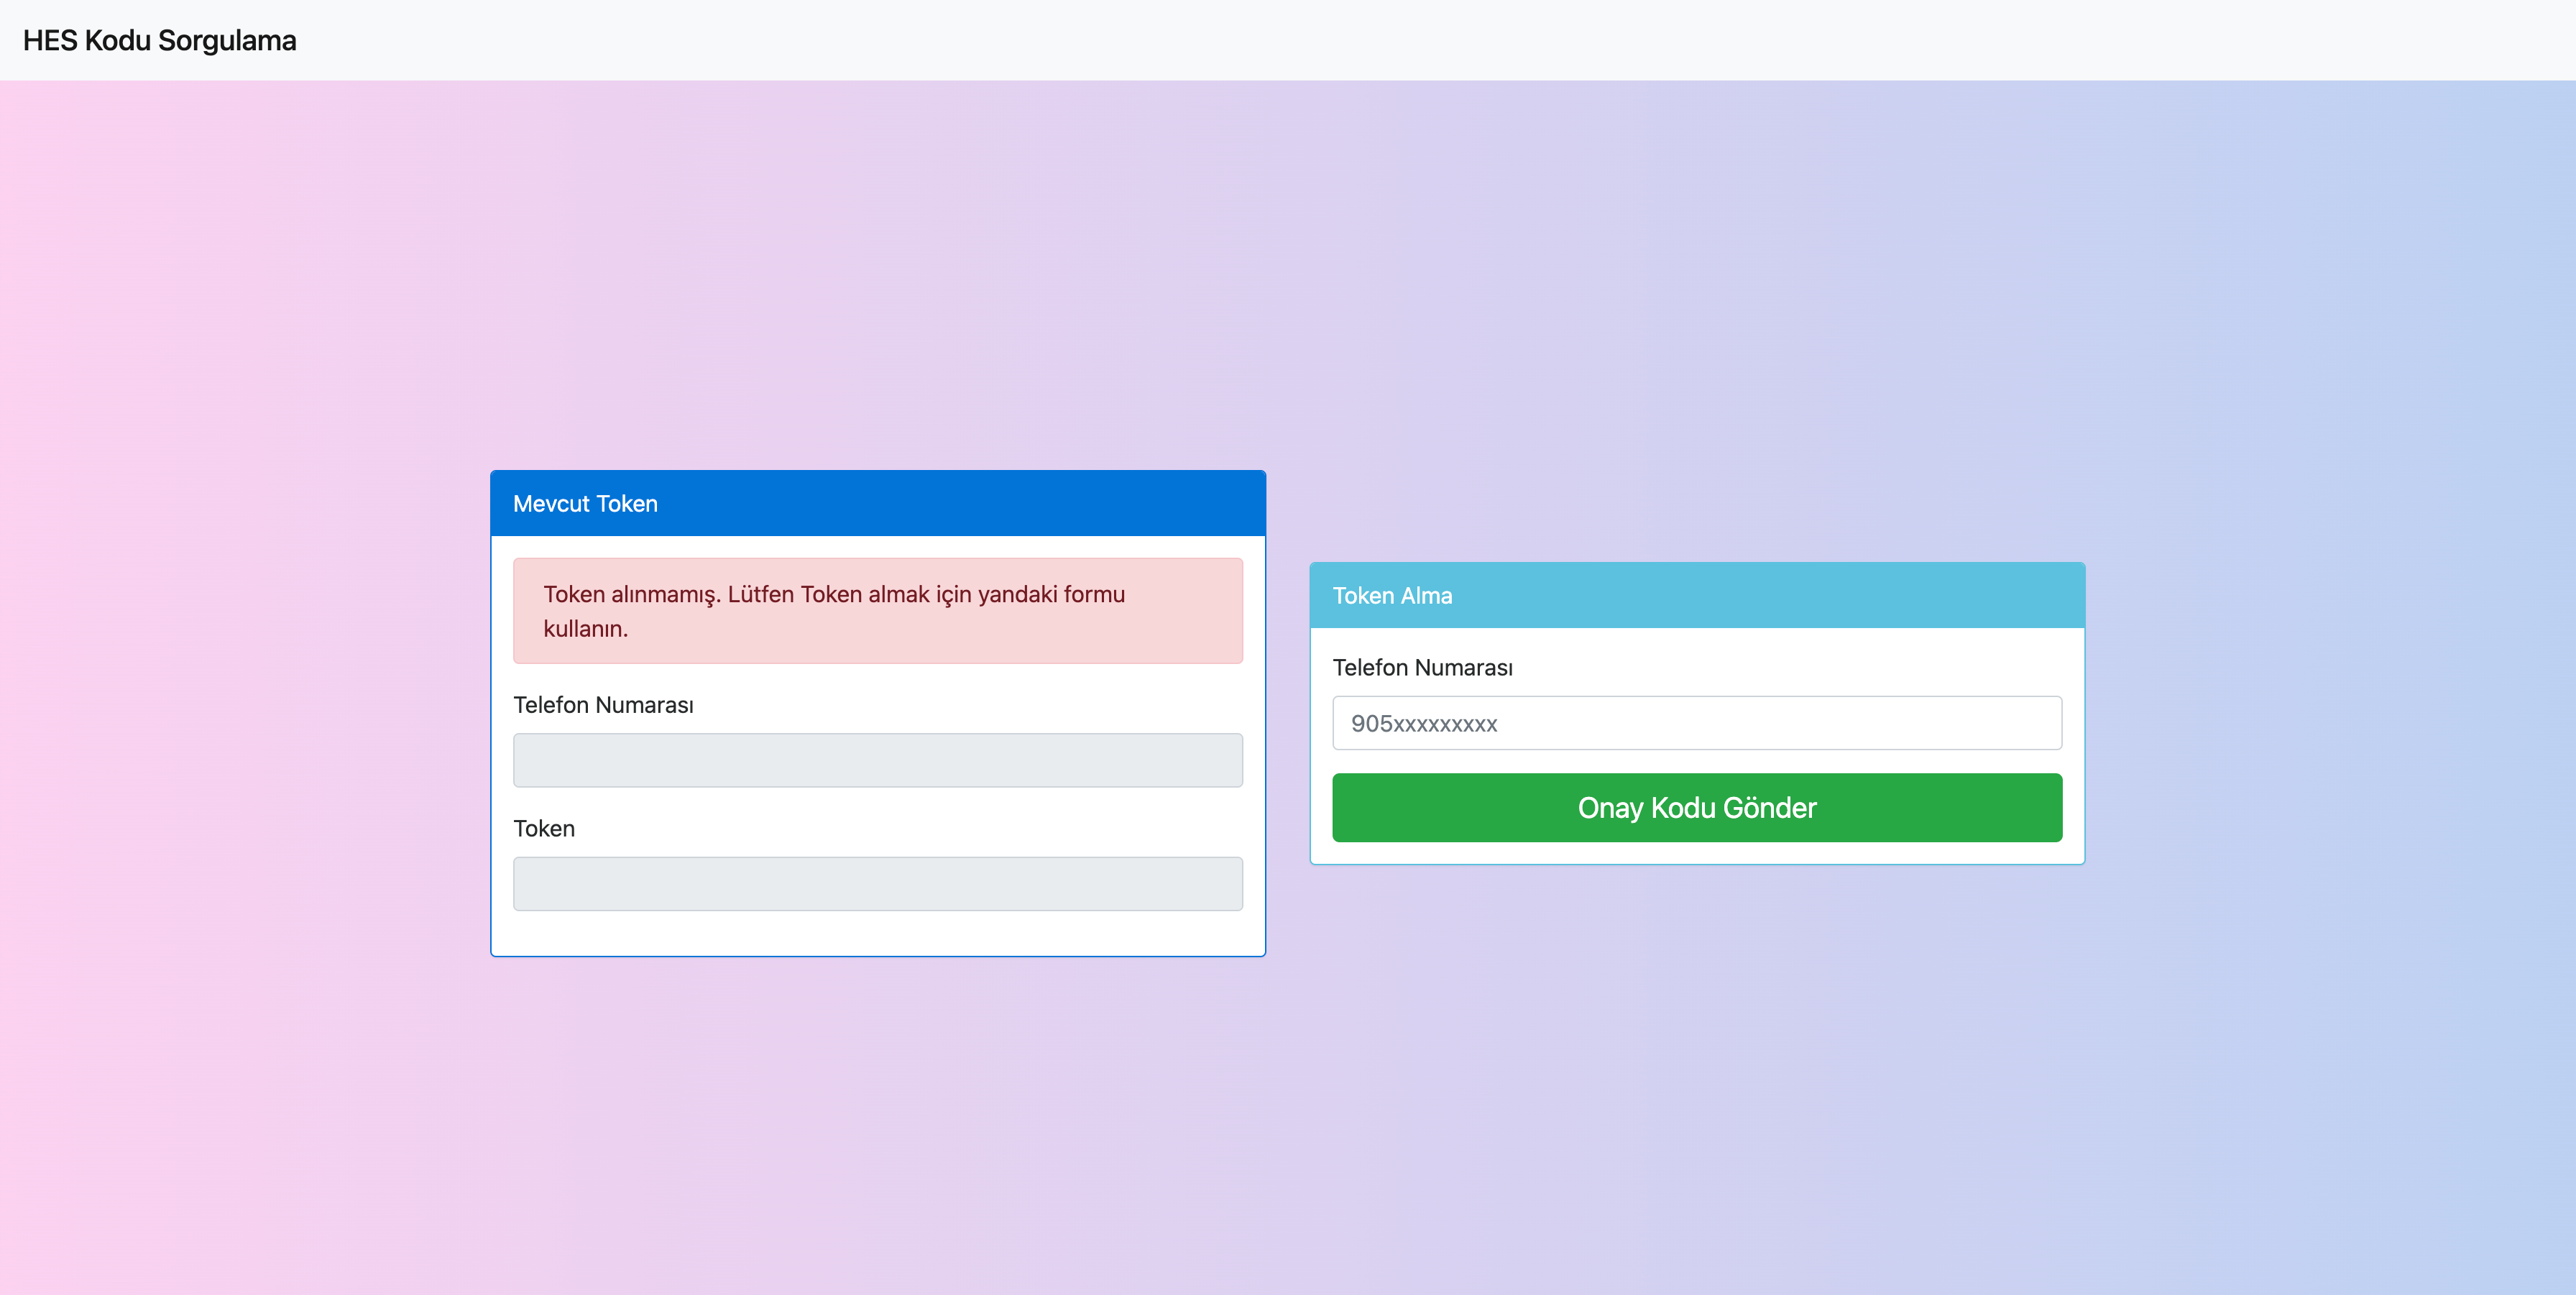 HES Kodu Sorgulama
Mevcut Token
Token alınmamış. Lütfen Token almak için yandaki formu
kullanın.
Telefon Numarası
Token
Token Alma
Telefon Numarası
905xxxxxxxxx
Onay Kodu Gönder